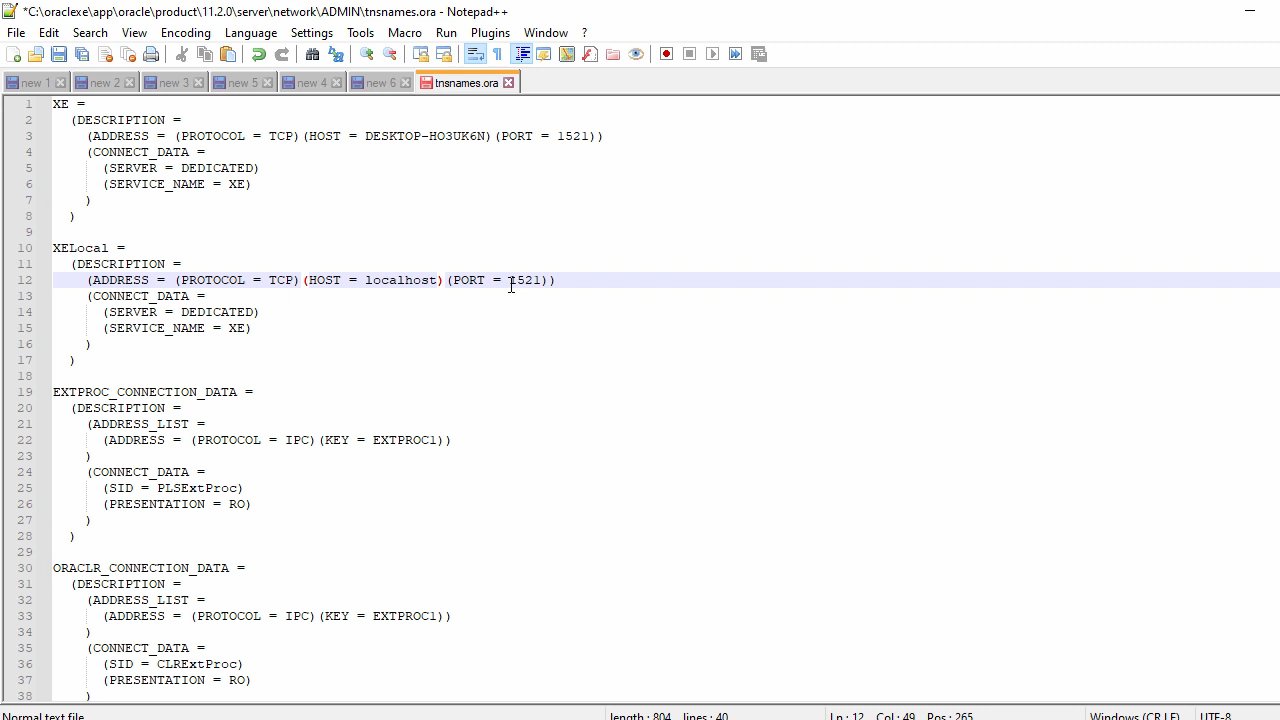 *C:\oraclexe\app\oracle\product\11.2.0\server\network\ADMIN\tnsnames.ora - Notepad++
File Edit Search View Encoding Language Settings Tools Macro Run Plugins Window ?
new 1 new 2 new 3 new 5 new 4 new 6 tnsnames.ora
1 XE =
2 (DESCRIPTION =
3 (ADDRESS = (PROTOCOL = TCP)(HOST = DESKTOP-HO3UK6N)(PORT = 1521))
4 (CONNECT_DATA =
5 (SERVER = DEDICATED)
6 (SERVICE_NAME = XE)
7 )
8 )
9
10 XELocal =
11 (DESCRIPTION =
12 (ADDRESS = (PROTOCOL = TCP)(HOST = localhost)(PORT = 1521))
13 (CONNECT_DATA =
14 (SERVER = DEDICATED)
15 (SERVICE_NAME = XE)
16 )
17 )
18
19 EXTPROC_CONNECTION_DATA =
20 (DESCRIPTION =
21 (ADDRESS_LIST =
22 (ADDRESS = (PROTOCOL = IPC)(KEY = EXTPROC1))
23 )
24 (CONNECT_DATA =
25 (SID = PLSExtProc)
26 (PRESENTATION = RO)
27 )
28 )
29
30 ORACLR_CONNECTION_DATA =
31 (DESCRIPTION =
32 (ADDRESS_LIST =
33 (ADDRESS = (PROTOCOL = IPC)(KEY = EXTPROC1))
34 )
35 (CONNECT_DATA =
36 (SID = CLRExtProc)
37 (PRESENTATION = RO)
38 )
Normal text file length : 804 lines : 40 Ln : 12 Col : 49 Pos : 265 Windows (CR LF) UTF-8